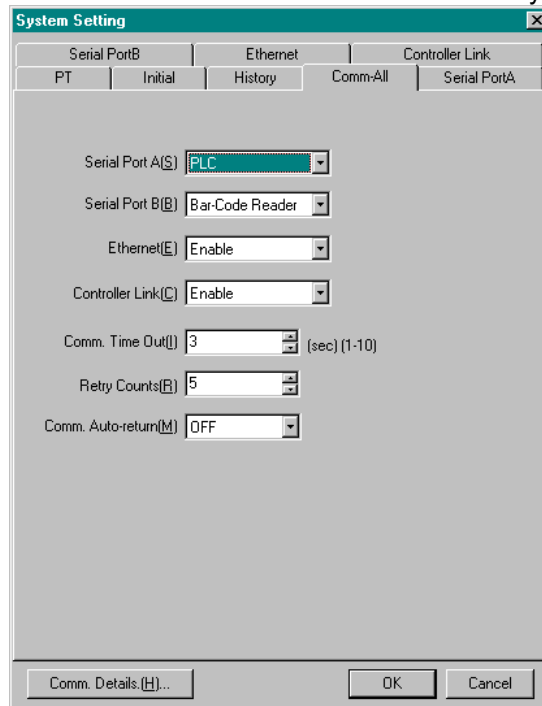 System Setting
Serial PortB Ethernet Controller Link
PT Initial History Comm-All Serial PortA
Serial Port A(S) PLC
Serial Port B(B) Bar-Code Reader
Ethernet(E) Enable
Controller Link(C) Enable
Comm. Time Out(I) 3 (sec) (1-10)
Retry Counts(R) 5
Comm. Auto-return(M) OFF
Comm. Details.(H)... OK Cancel